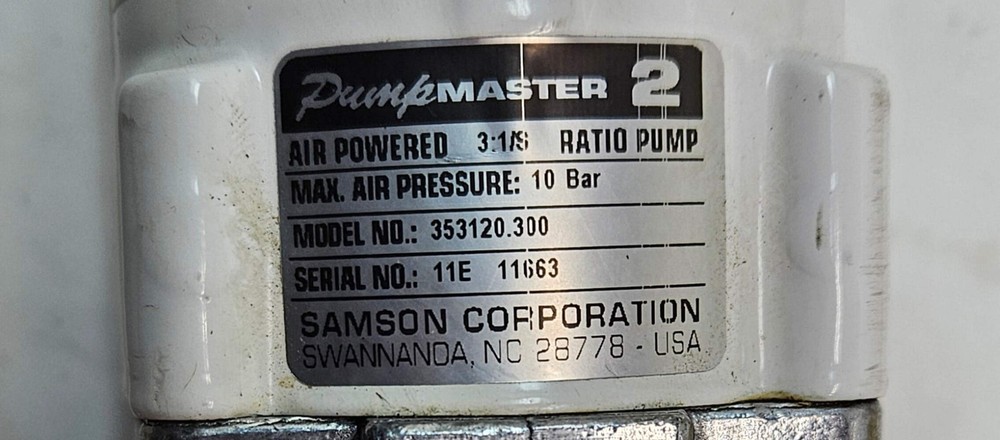 PumpMASTER 2
AIR POWERED 3:1/S RATIO PUMP
MAX. AIR PRESSURE: 10 Bar
MODEL NO.: 353120.300
SERIAL NO.: 11E 11663
SAMSON CORPORATION
SWANNANDA, NC 28778 - USA